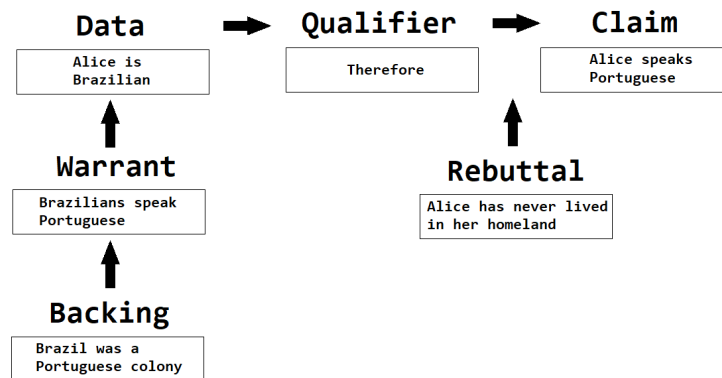 Data
Qualifier
Claim
Alice is
Brazilian
Therefore
Alice speaks
Portuguese
Warrant
Rebuttal
Brazilians speak
Portuguese
Alice has never lived
in her homeland
Backing
Brazil was a
Portuguese colony